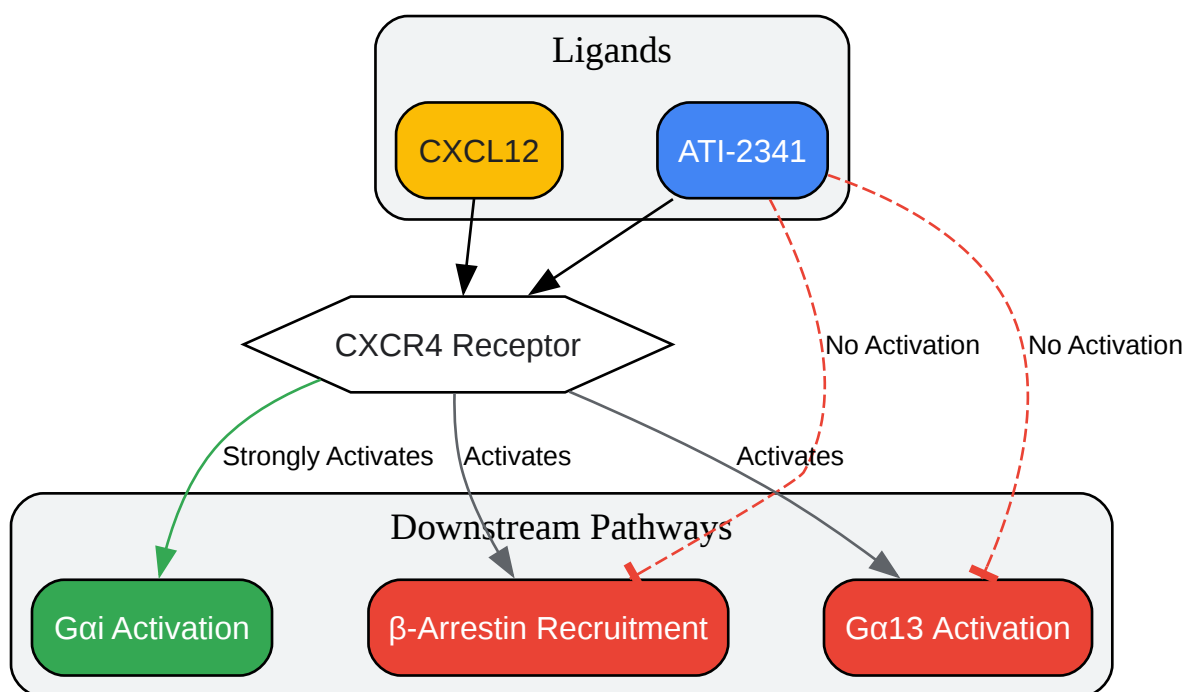 Ligands
CXCL12
ATI-2341
CXCR4 Receptor
No Activation
No Activation
Strongly Activates
Activates
Activates
Downstream Pathways
Gαi Activation
β-Arrestin Recruitment
Gα13 Activation